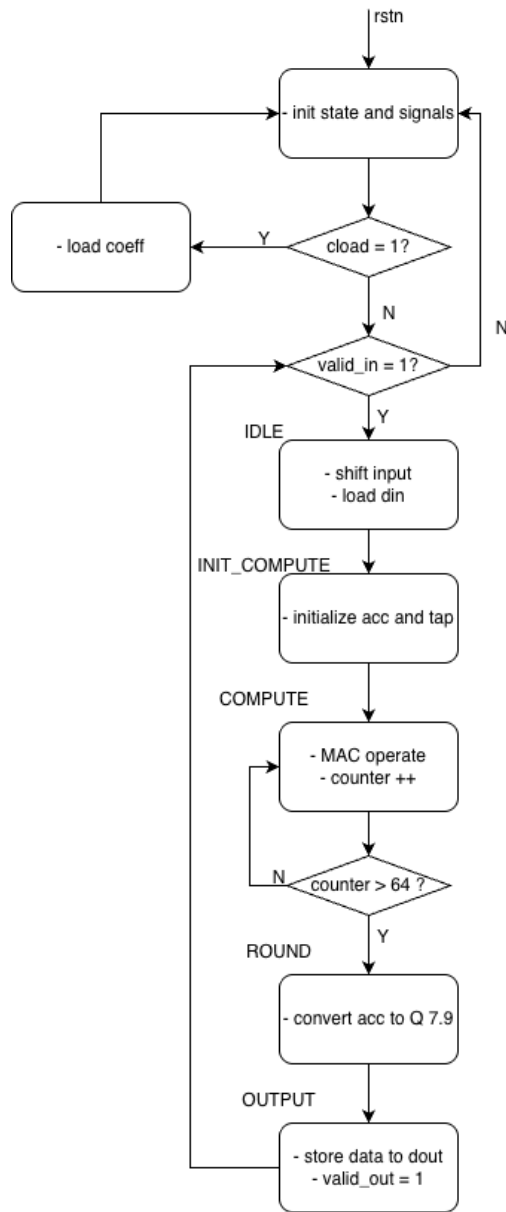 rstn
- init state and signals
Y
- load coeff
cload = 1?
N
N
valid_in = 1?
Y
IDLE
- shift input
- load din
INIT_COMPUTE
- initialize acc and tap
COMPUTE
- MAC operate
- counter ++
N
counter > 64 ?
Y
ROUND
- convert acc to Q 7.9
OUTPUT
- store data to dout
- valid_out = 1